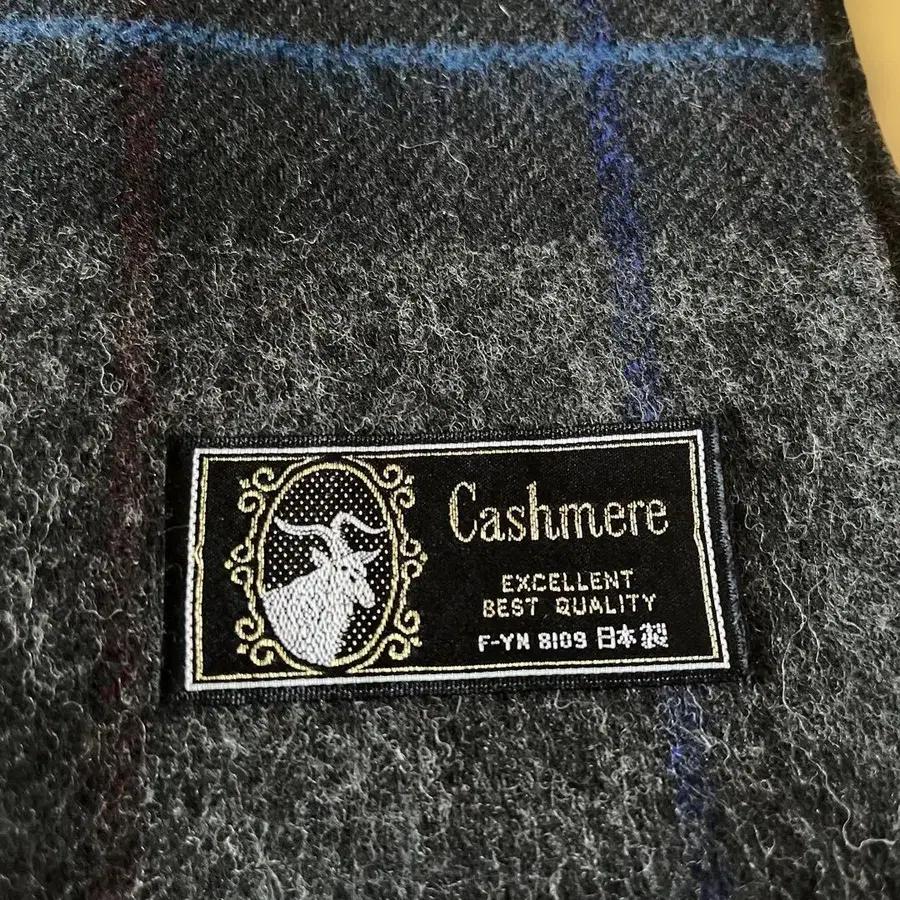 Cashmere
EXCELLENT
BEST QUALITY
F-YN 8109 日本製